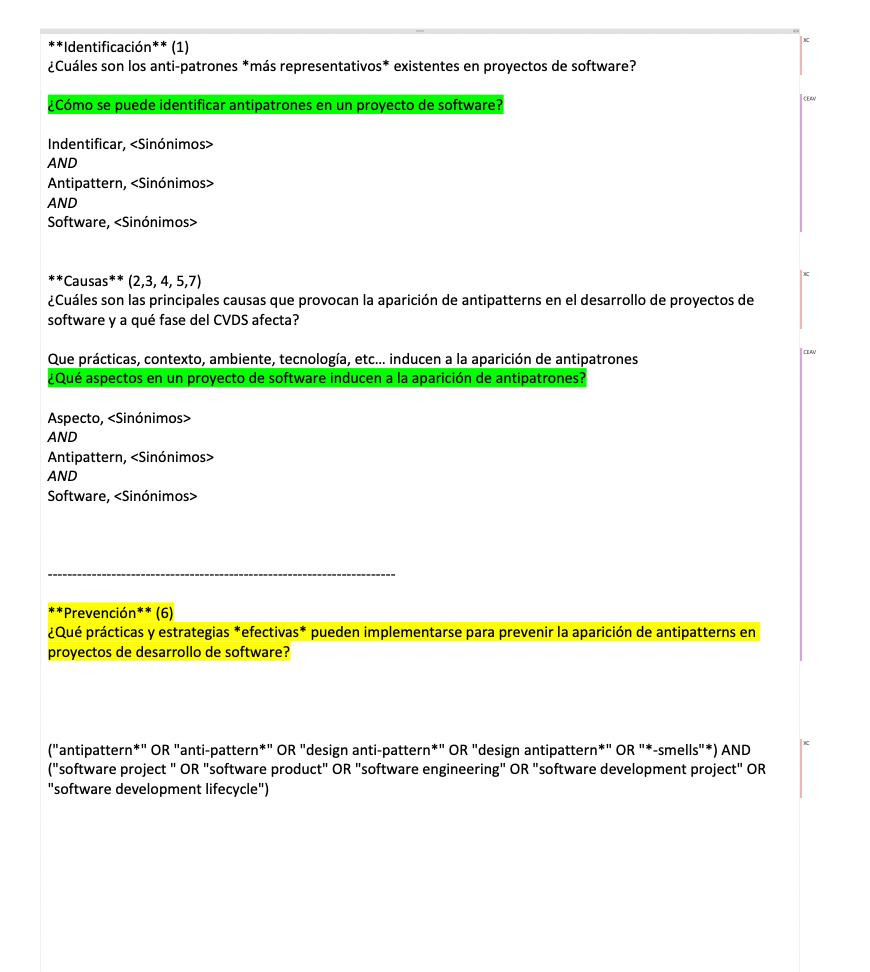 **Identificación** (1)
¿Cuáles son los anti-patrones *más representativos* existentes en proyectos de software?
¿Cómo se puede identificar antipatrones en un proyecto de software?
Indentificar, <Sinónimos>
AND
Antipattern, <Sinónimos>
AND
Software, <Sinónimos>
**Causas** (2,3, 4, 5,7)
¿Cuáles son las principales causas que provocan la aparición de antipatterns en el desarrollo de proyectos de
software y a qué fase del CVDS afecta?
Que prácticas, contexto, ambiente, tecnología, etc... inducen a la aparición de antipatrones
¿Qué aspectos en un proyecto de software inducen a la aparición de antipatrones?
Aspecto, <Sinónimos>
AND
Antipattern, <Sinónimos>
AND
Software, <Sinónimos>
------------------------------------------------------------------------
**Prevención** (6)
¿Qué prácticas y estrategias *efectivas* pueden implementarse para prevenir la aparición de antipatterns en
proyectos de desarrollo de software?
("antipattern*" OR "anti-pattern*" OR "design anti-pattern*" OR "design antipattern*" OR "*-smells"*) AND
("software project " OR "software product" OR "software engineering" OR "software development project" OR
"software development lifecycle")
XC
CEAV
XC
CEAV
XC